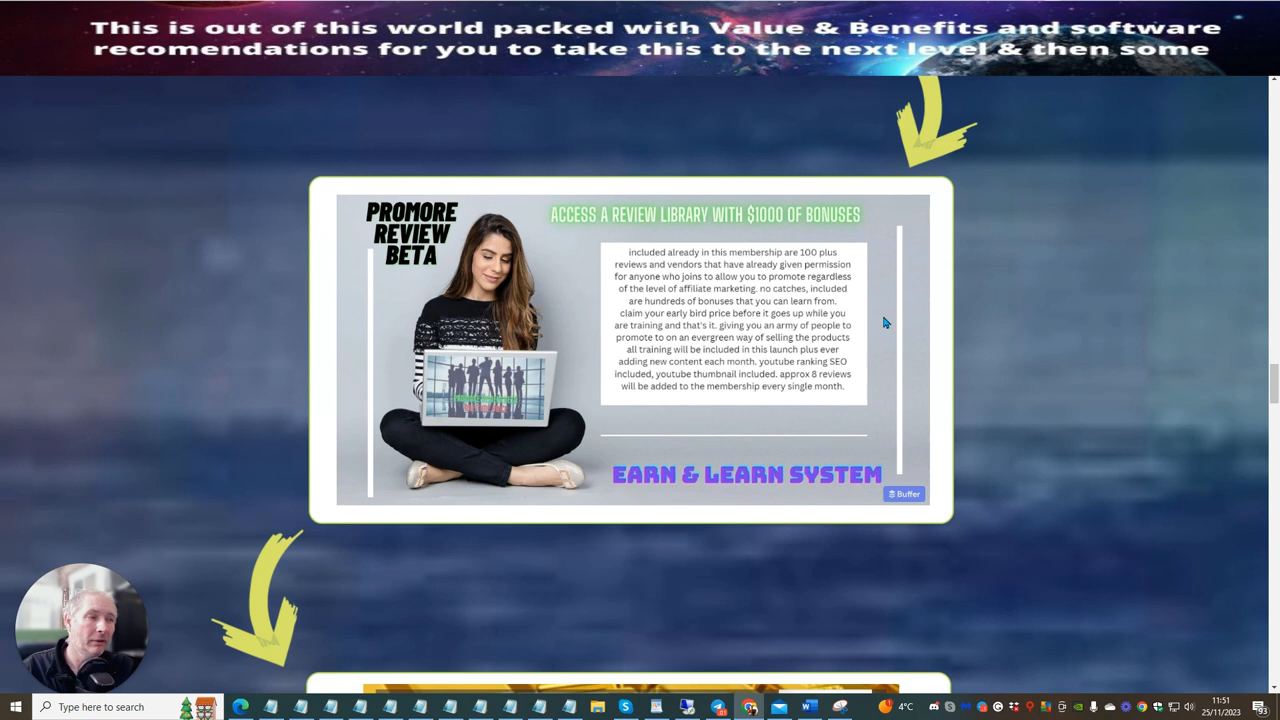 This is out of this world packed with Value & Benefits and software
recomendations for you to take this to the next level & then some
PROMORE
REVIEW
BETA
ACCESS A REVIEW LIBRARY WITH $1000 OF BONUSES
included already in this membership are 100 plus
reviews and vendors that have already given permission
for anyone who joins to allow you to promote regardless
of the level of affiliate marketing. no catches, included
are hundreds of bonuses that you can learn from.
claim your early bird price before it goes up while you
are training and that's it. giving you an army of people to
promote to on an evergreen way of selling the products
all training will be included in this launch plus ever
adding new content each month. youtube ranking SEO
included, youtube thumbnail included. approx 8 reviews
will be added to the membership every single month.
EARN & LEARN SYSTEM
Buffer
Type here to search
4°C
11:51
25/11/2023